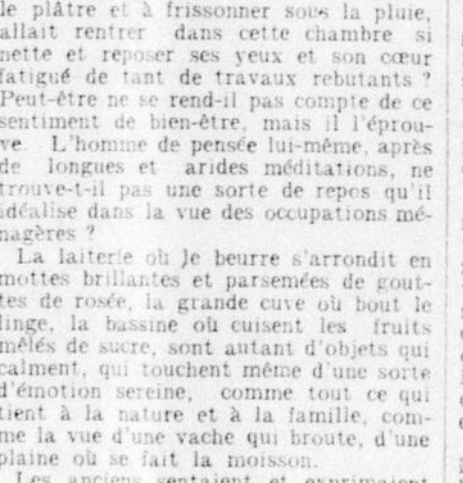 le plâtre et à frissonner sous la pluie,
allait rentrer dans cette chambre si
nette et reposer ses yeux et son cœur
fatigué de tant de travaux rebutants ?
Peut-être ne se rend-il pas compte de ce
sentiment de bien-être, mais il l'éprou-
ve. L'homme de pensée lui-même, après
de longues et arides méditations, ne
trouve-t-il pas une sorte de repos qu'il
idéalise dans la vue des occupations mé-
nagères ?
La laiterie où le beurre s'arrondit en
mottes brillantes et parsemées de gout-
tes de rosée, la grande cuve où bout le
linge, la bassine où cuisent les fruits
mêlés de sucre, sont autant d'objets qui
calment, qui touchent même d'une sorte
d'émotion sereine, comme tout ce qui
tient à la nature et à la famille, com-
me la vue d'une vache qui broute, d'une
plaine où se fait la moisson.
Les anciens sentaient et exprimaient